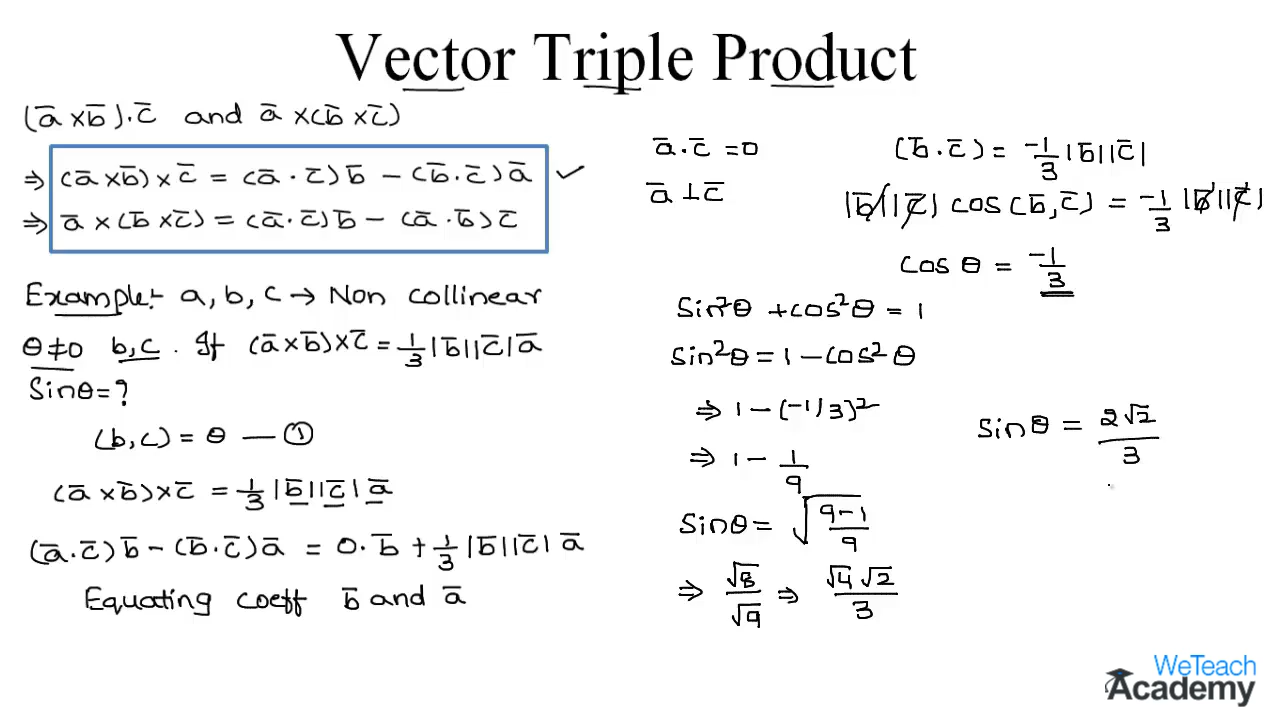 Vector Triple Product
(a̅ × b̅).c̅ and a̅ × (b̅ × c̅)
⇒ (a̅ × b̅) × c̅ = (a̅ . c̅) b̅ − (b̅ . c̅) a̅ ✓
⇒ a̅ × (b̅ × c̅) = (a̅ . c̅) b̅ − (a̅ . b̅) c̅
Example:- a, b, c → Non collinear
θ ≠ 0 b, c . If (a̅ × b̅) × c̅ = 1/3 |b̅||c̅| a̅
Sinθ = ?
(b, c) = θ — ①
(a̅ × b̅) × c̅ = 1/3 |b̅||c̅| a̅
(a̅ . c̅) b̅ − (b̅ . c̅) a̅ = 0. b̅ + 1/3 |b̅||c̅| a̅
Equating coeff b̅ and a̅
a̅ . c̅ = 0
a̅ ⊥ c̅
(b̅ . c̅) = -1/3 |b̅||c̅|
|b̅||c̅| cos (b̅, c̅) = -1/3 |b̅||c̅|
cos θ = -1/3
Sin²θ + cos²θ = 1
Sin²θ = 1 − cos²θ
⇒ 1 − (-1/3)²
⇒ 1 − 1/9
Sinθ = √(9-1/9)
⇒ √8/√9 ⇒ √4 √2/3
Sinθ = 2√2/3
WeTeach
Academy